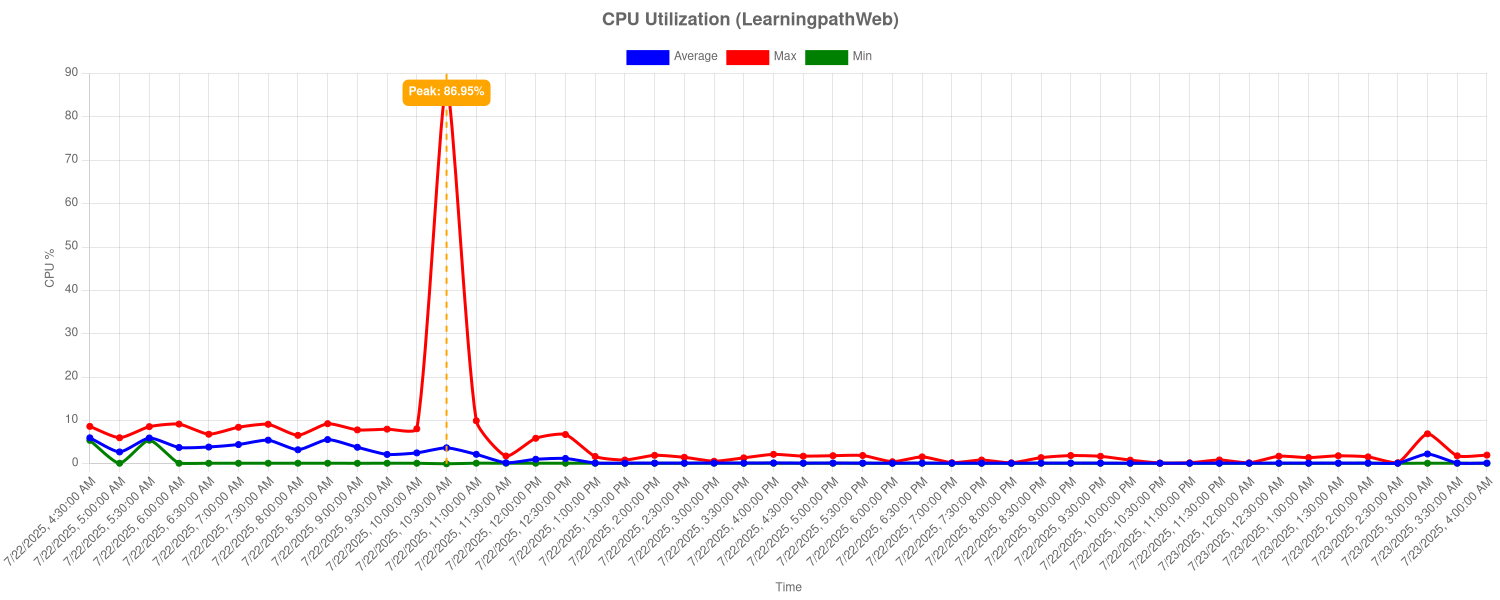 CPU Utilization (LearningpathWeb)
Average Max Min
Peak: 86.95%
90
80
70
60
50
40
30
20
10
0
CPU %
7/22/2025, 4:30:00 AM
7/22/2025, 5:00:00 AM
7/22/2025, 5:30:00 AM
7/22/2025, 6:00:00 AM
7/22/2025, 6:30:00 AM
7/22/2025, 7:00:00 AM
7/22/2025, 7:30:00 AM
7/22/2025, 8:00:00 AM
7/22/2025, 8:30:00 AM
7/22/2025, 9:00:00 AM
7/22/2025, 9:30:00 AM
7/22/2025, 10:00:00 AM
7/22/2025, 10:30:00 AM
7/22/2025, 11:00:00 AM
7/22/2025, 11:30:00 AM
7/22/2025, 12:00:00 PM
7/22/2025, 12:30:00 PM
7/22/2025, 1:00:00 PM
7/22/2025, 1:30:00 PM
7/22/2025, 2:00:00 PM
7/22/2025, 2:30:00 PM
7/22/2025, 3:00:00 PM
7/22/2025, 3:30:00 PM
7/22/2025, 4:00:00 PM
7/22/2025, 4:30:00 PM
7/22/2025, 5:00:00 PM
7/22/2025, 5:30:00 PM
7/22/2025, 6:00:00 PM
7/22/2025, 6:30:00 PM
7/22/2025, 7:00:00 PM
7/22/2025, 7:30:00 PM
7/22/2025, 8:00:00 PM
7/22/2025, 8:30:00 PM
7/22/2025, 9:00:00 PM
7/22/2025, 9:30:00 PM
7/22/2025, 10:00:00 PM
7/22/2025, 10:30:00 PM
7/22/2025, 11:00:00 PM
7/22/2025, 11:30:00 PM
7/23/2025, 12:00:00 AM
7/23/2025, 12:30:00 AM
7/23/2025, 1:00:00 AM
7/23/2025, 1:30:00 AM
7/23/2025, 2:00:00 AM
7/23/2025, 2:30:00 AM
7/23/2025, 3:00:00 AM
7/23/2025, 3:30:00 AM
7/23/2025, 4:00:00 AM
Time